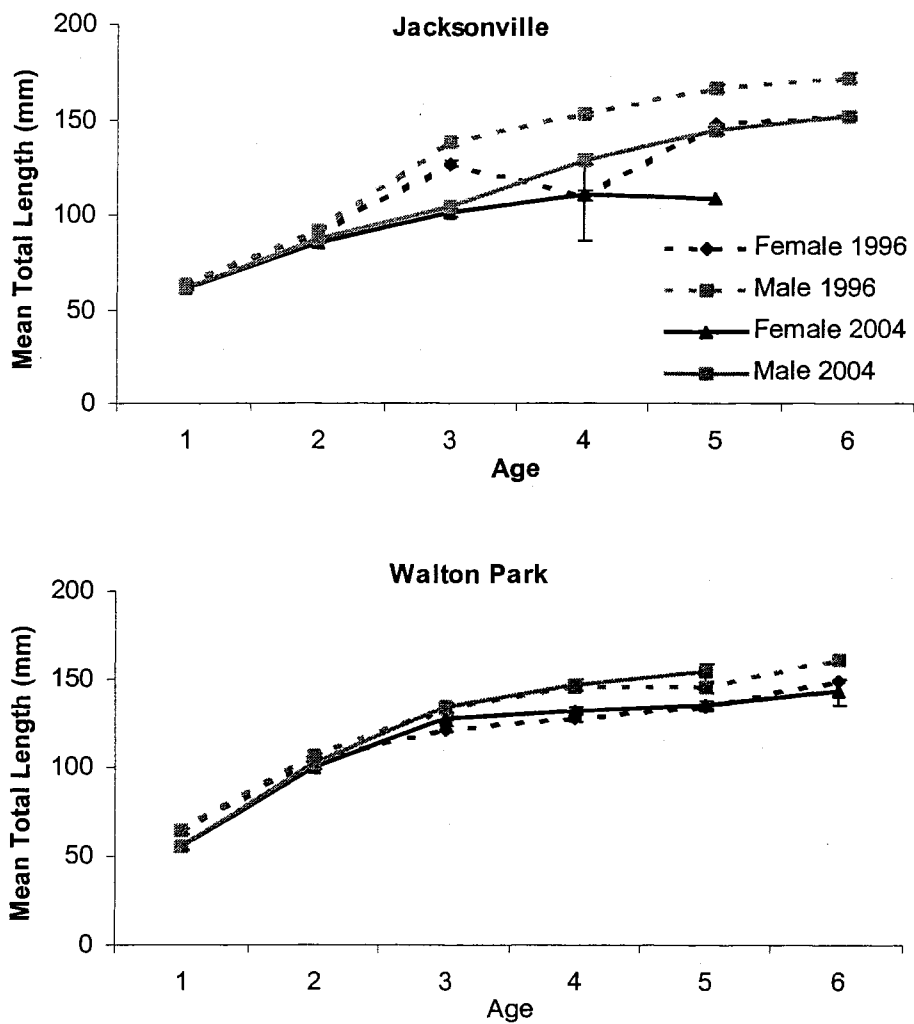 Jacksonville
Mean Total Length (mm)
200
150
100
50
0
1 2 3 4 5 6
Age
Female 1996
Male 1996
Female 2004
Male 2004
Walton Park
Mean Total Length (mm)
200
150
100
50
0
1 2 3 4 5 6
Age